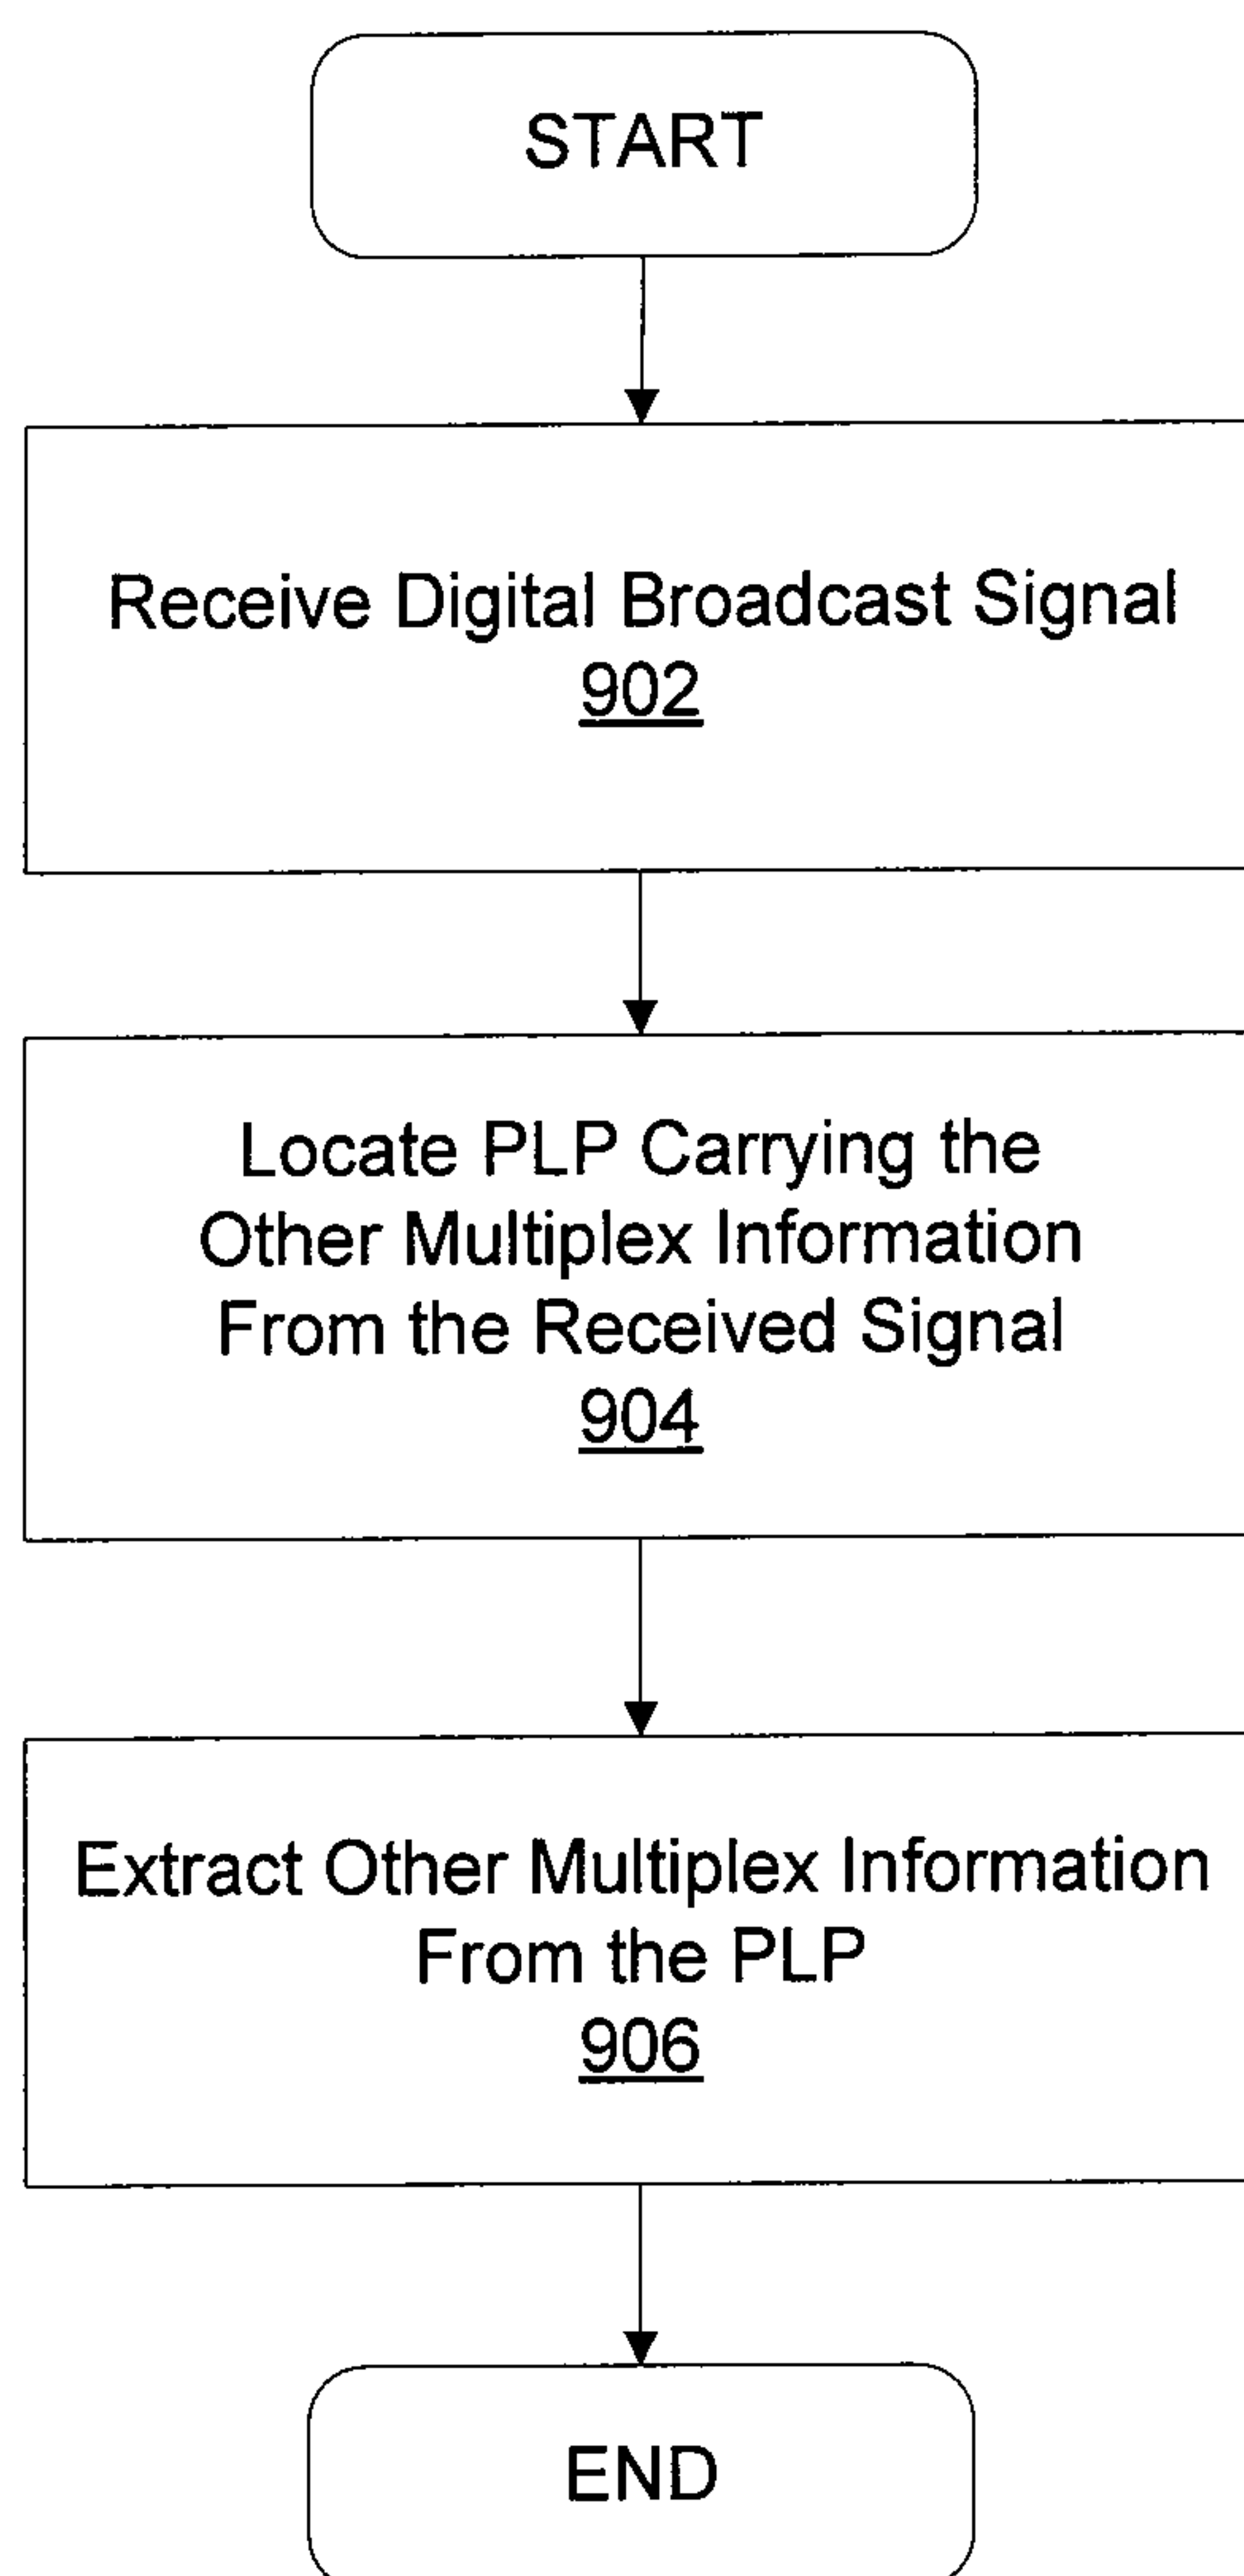 START
Receive Digital Broadcast Signal
902
Locate PLP Carrying the
Other Multiplex Information
From the Received Signal
904
Extract Other Multiplex Information
From the PLP
906
END